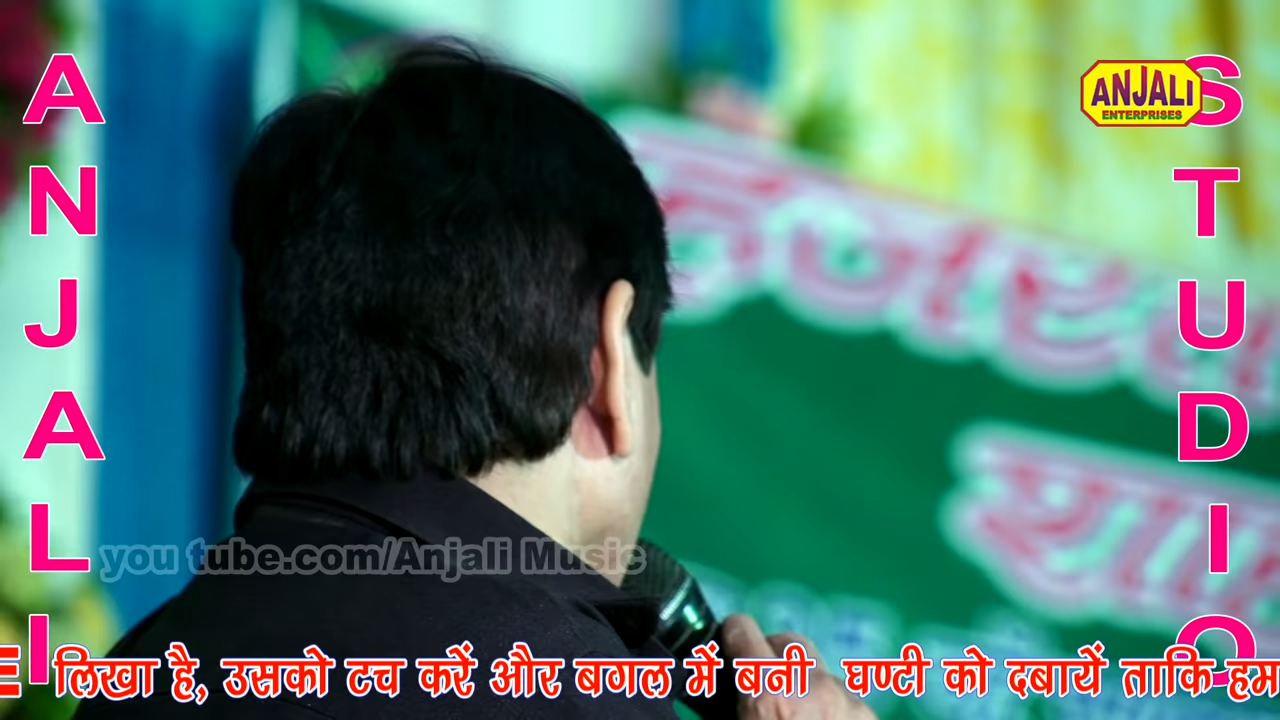 ANJALI
STUDIO
ANJALI
ENTERPRISES
you tube.com/Anjali Music
E लिखा है, उसको टच करें और बगल में बनी घण्टी को दबायें ताकि हम